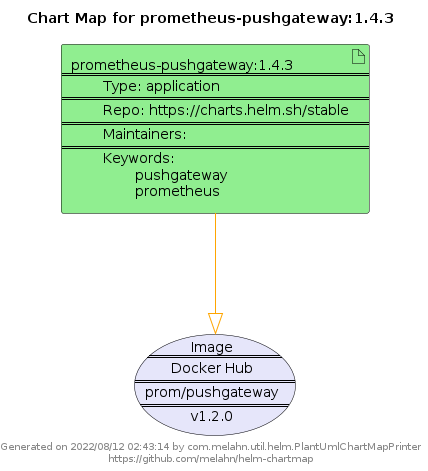 Chart Map for prometheus-pushgateway:1.4.3
prometheus-pushgateway:1.4.3
Type: application
Repo: https://charts.helm.sh/stable
Maintainers:
Keywords:
pushgateway
prometheus
Image
Docker Hub
prom/pushgateway
v1.2.0
Generated on 2022/08/12 02:43:14 by com.melahn.util.helm.PlantUmlChartMapPrinter
https://github.com/melahn/helm-chartmap